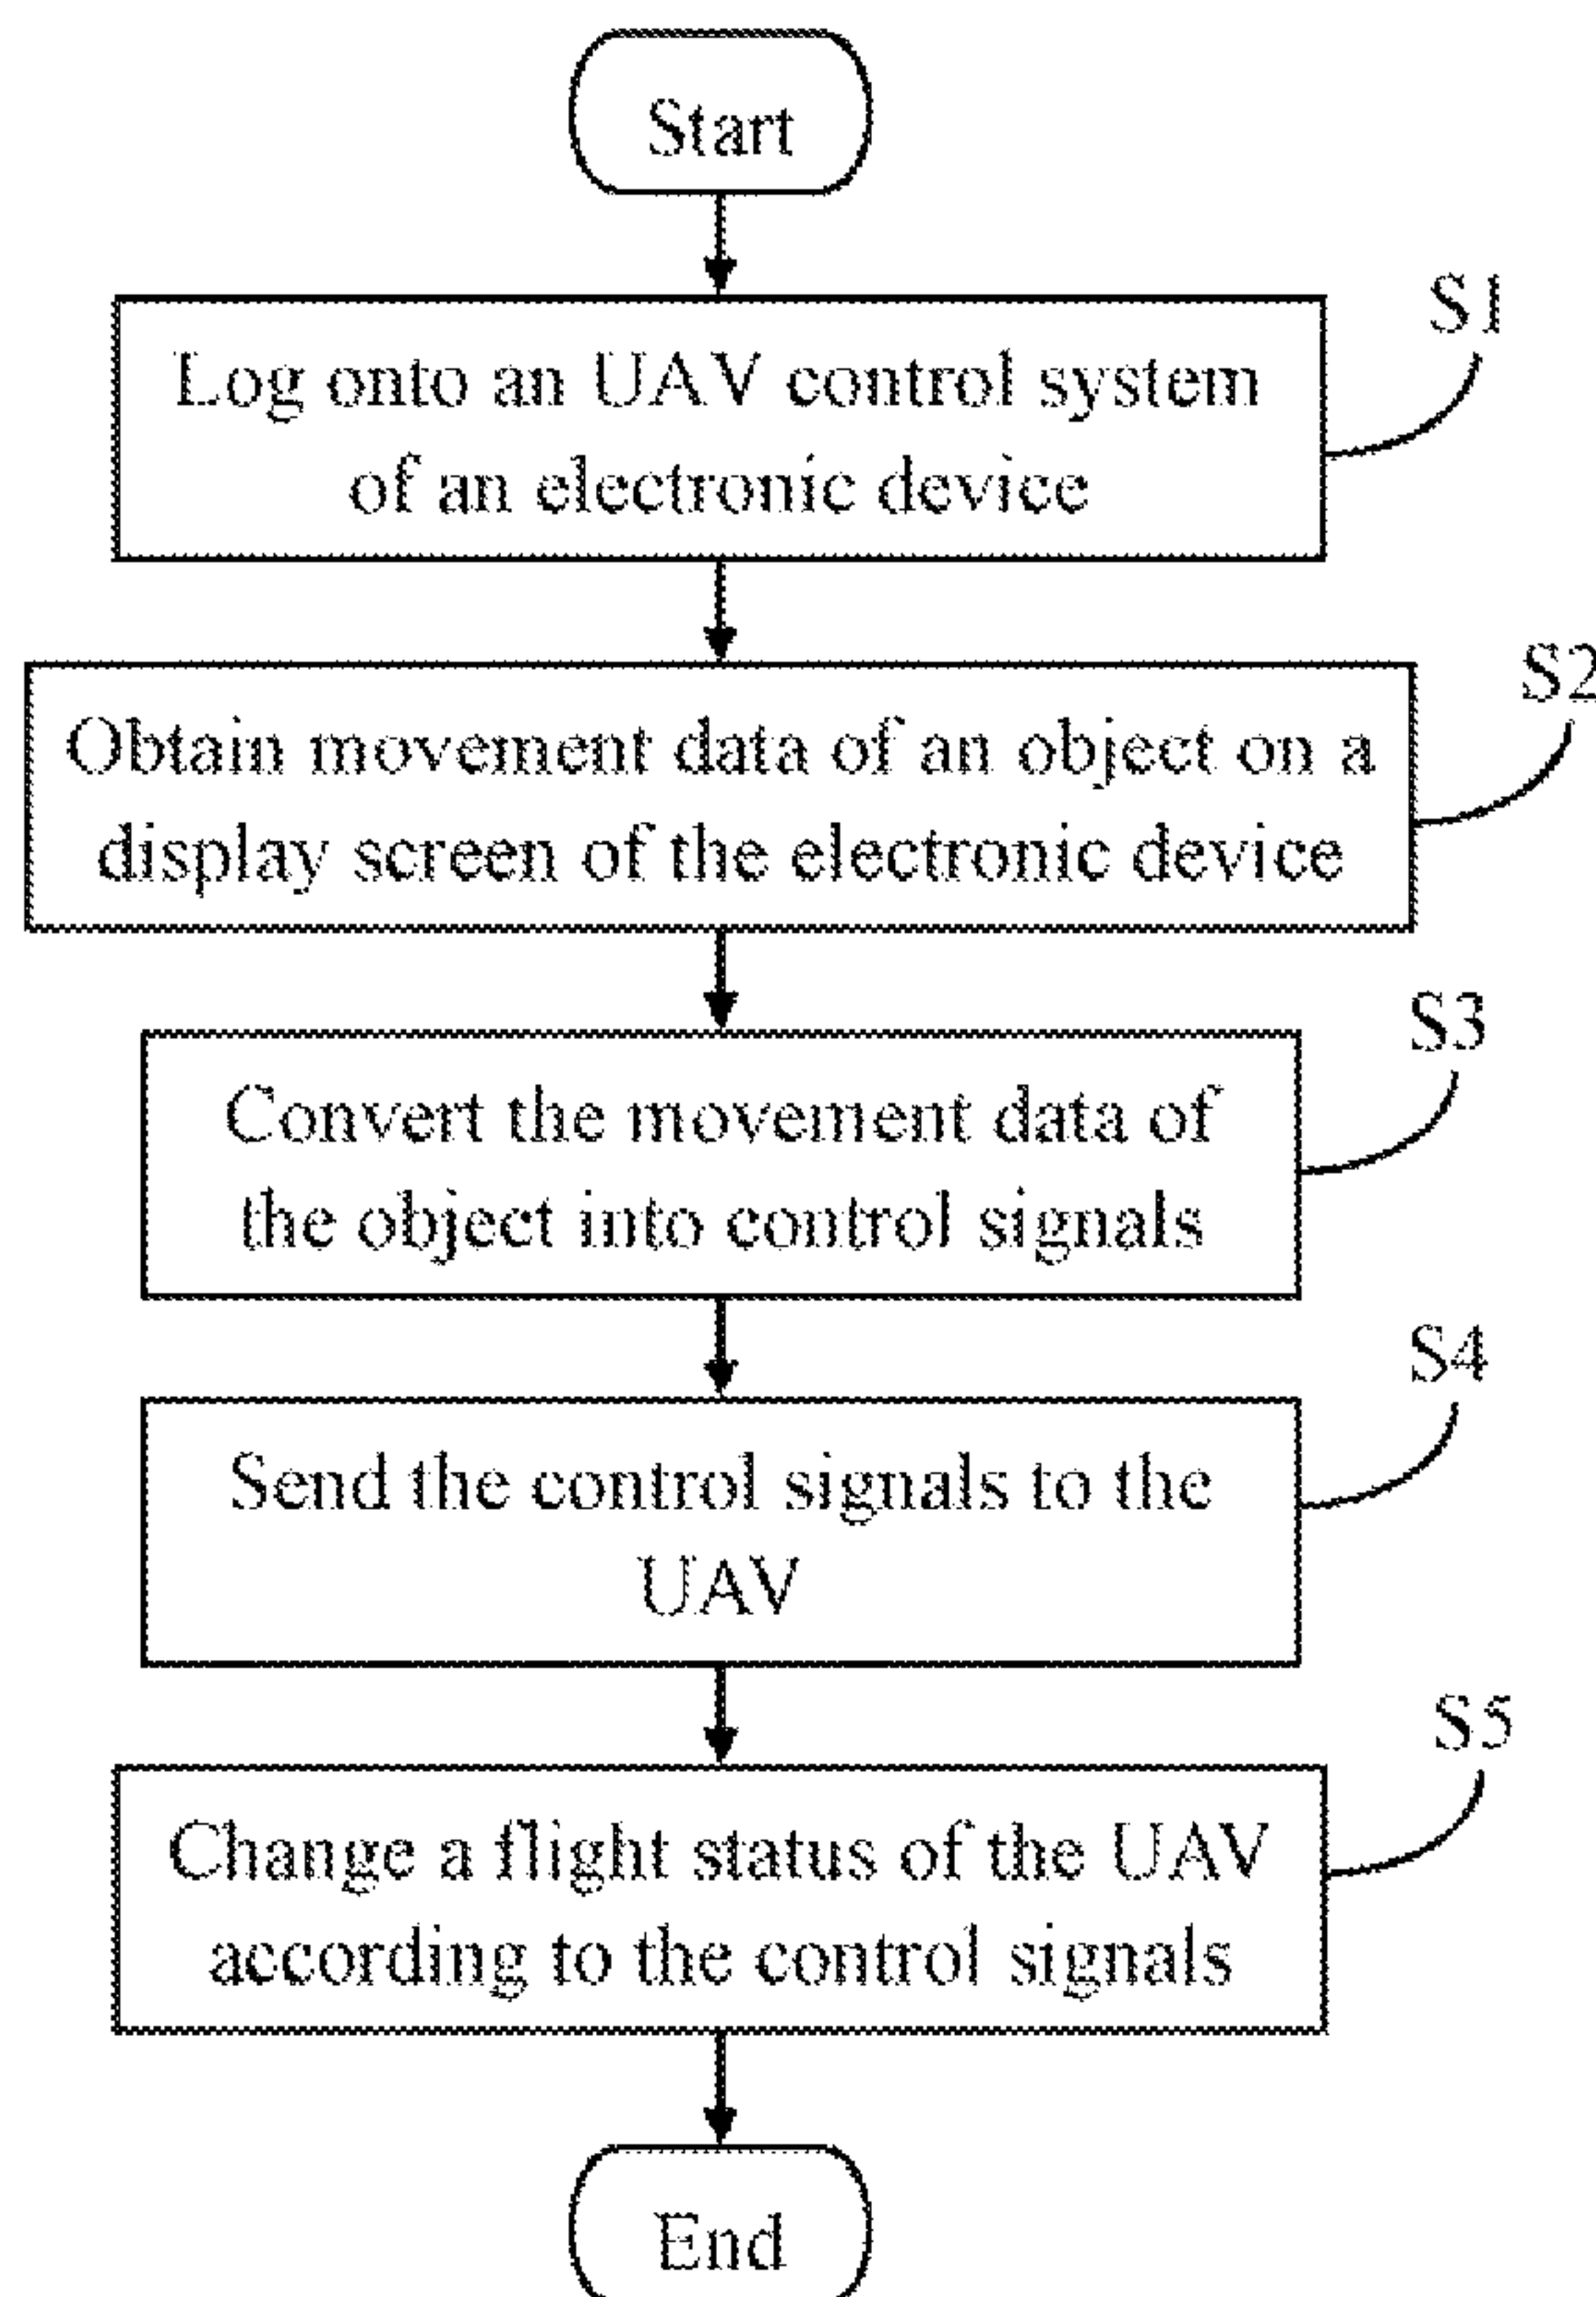 Start
S1
Log onto an UAV control system
of an electronic device
S2
Obtain movement data of an object on a
display screen of the electronic device
S3
Convert the movement data of
the object into control signals
S4
Send the control signals to the
UAV
S5
Change a flight status of the UAV
according to the control signals
End